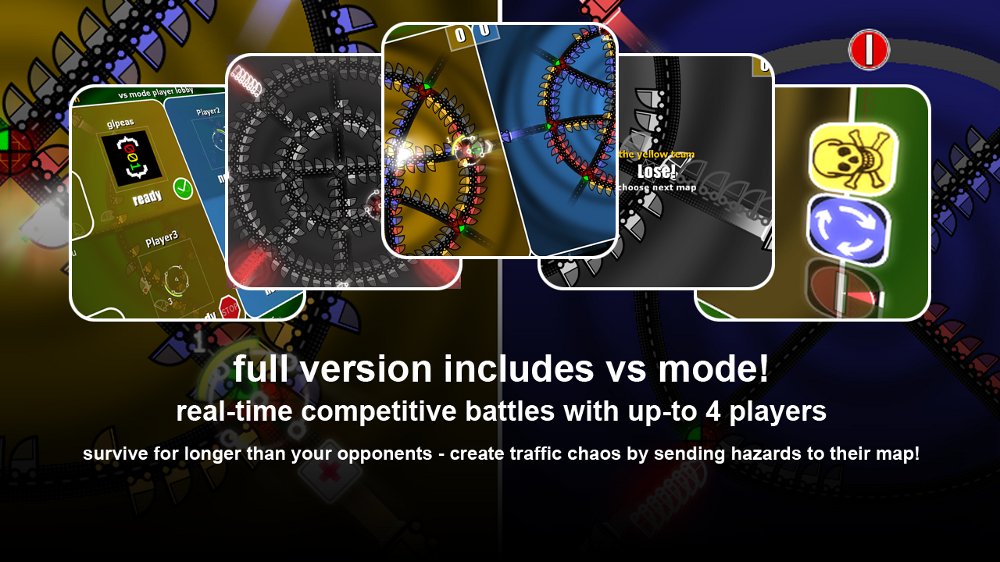 vs mode player lobby
glpeas
Player2
ready
Player3
STOP
0 0
the yellow team
Lose!
choose next map
full version includes vs mode!
real-time competitive battles with up-to 4 players
survive for longer than your opponents - create traffic chaos by sending hazards to their map!